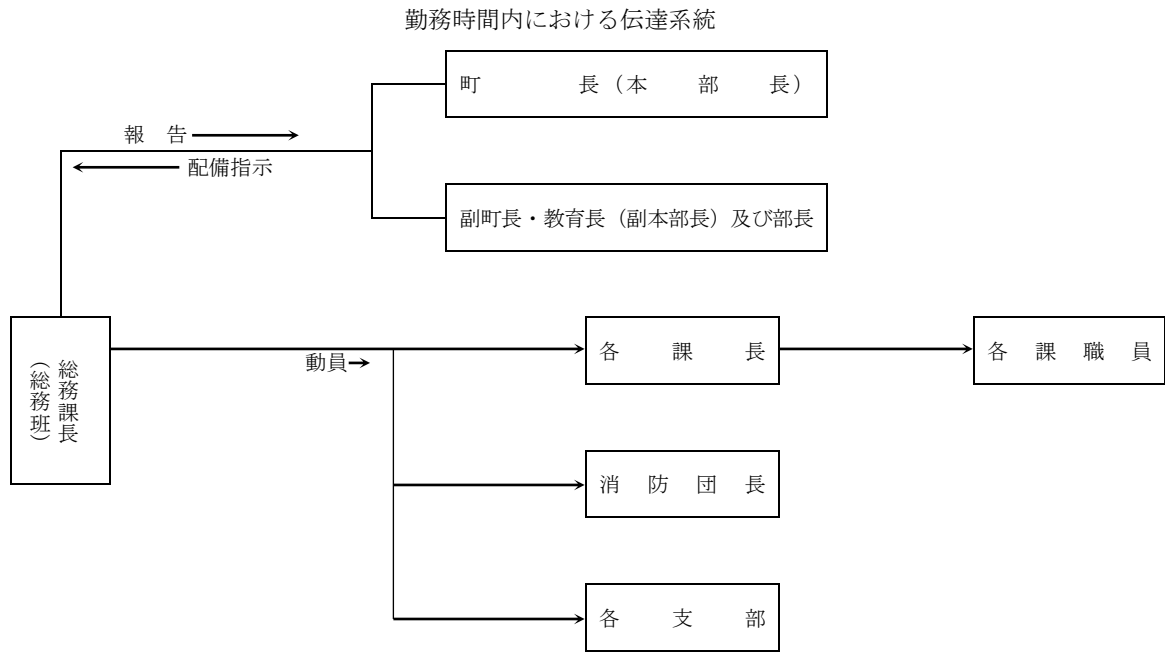 勤務時間内における伝達系統
町長（本部長）
報告
配備指示
副町長・教育長（副本部長）及び部長
総務課長
（総務班）
動員
各課長
各課職員
消防団長
各支部